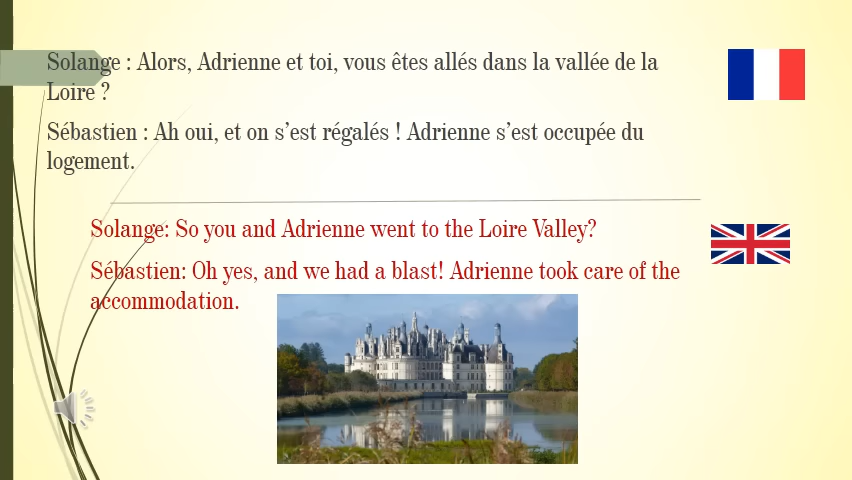 Solange : Alors, Adrienne et toi, vous êtes allés dans la vallée de la
Loire ?
Sébastien : Ah oui, et on s’est régalés ! Adrienne s’est occupée du
logement.
Solange: So you and Adrienne went to the Loire Valley?
Sébastien: Oh yes, and we had a blast! Adrienne took care of the
accommodation.